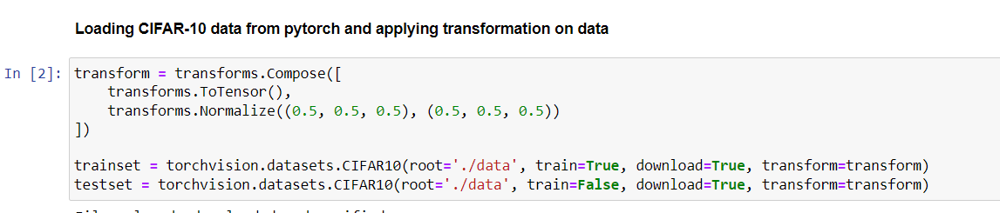 Loading CIFAR-10 data from pytorch and applying transformation on data
In [2]: transform = transforms.Compose([
    transforms.ToTensor(),
    transforms.Normalize((0.5, 0.5, 0.5), (0.5, 0.5, 0.5))
])
trainset = torchvision.datasets.CIFAR10(root='./data', train=True, download=True, transform=transform)
testset = torchvision.datasets.CIFAR10(root='./data', train=False, download=True, transform=transform)